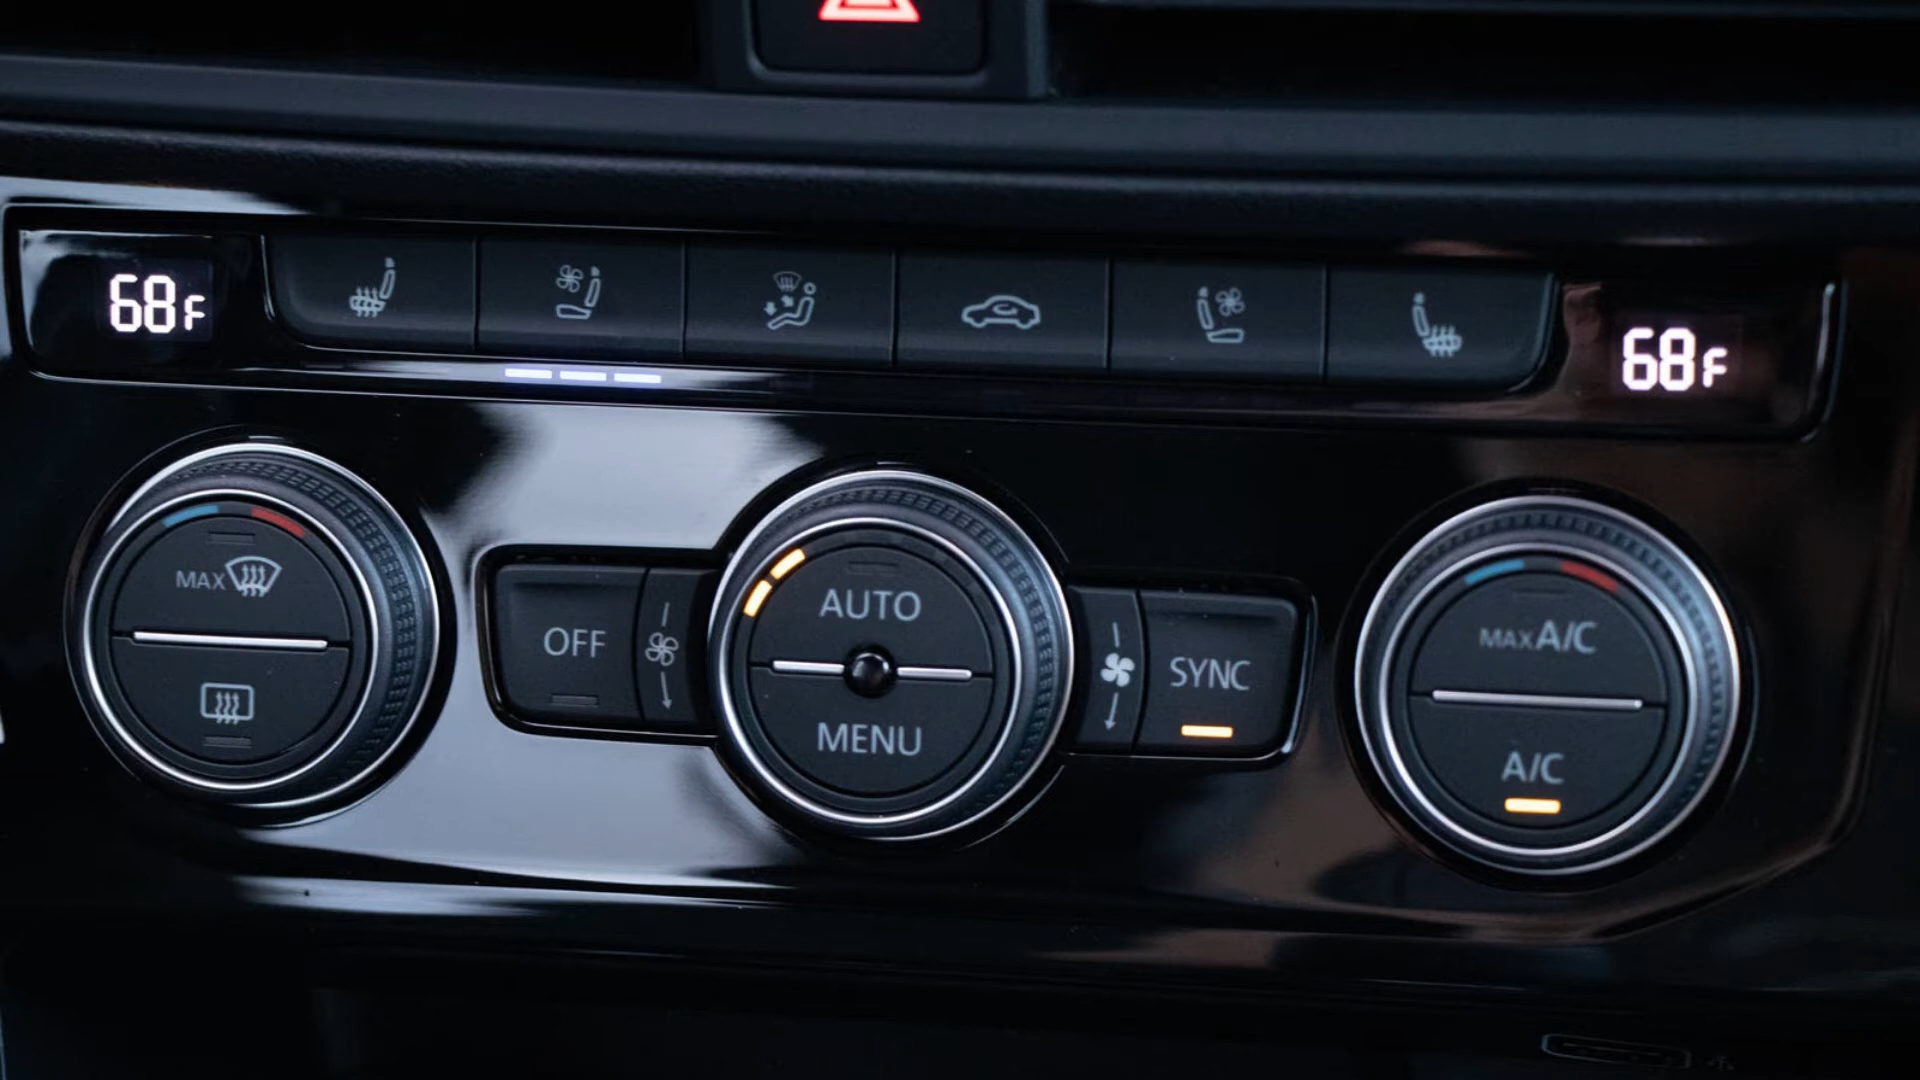 68F
68F
MAX
OFF
AUTO
MENU
SYNC
MAX A/C
A/C